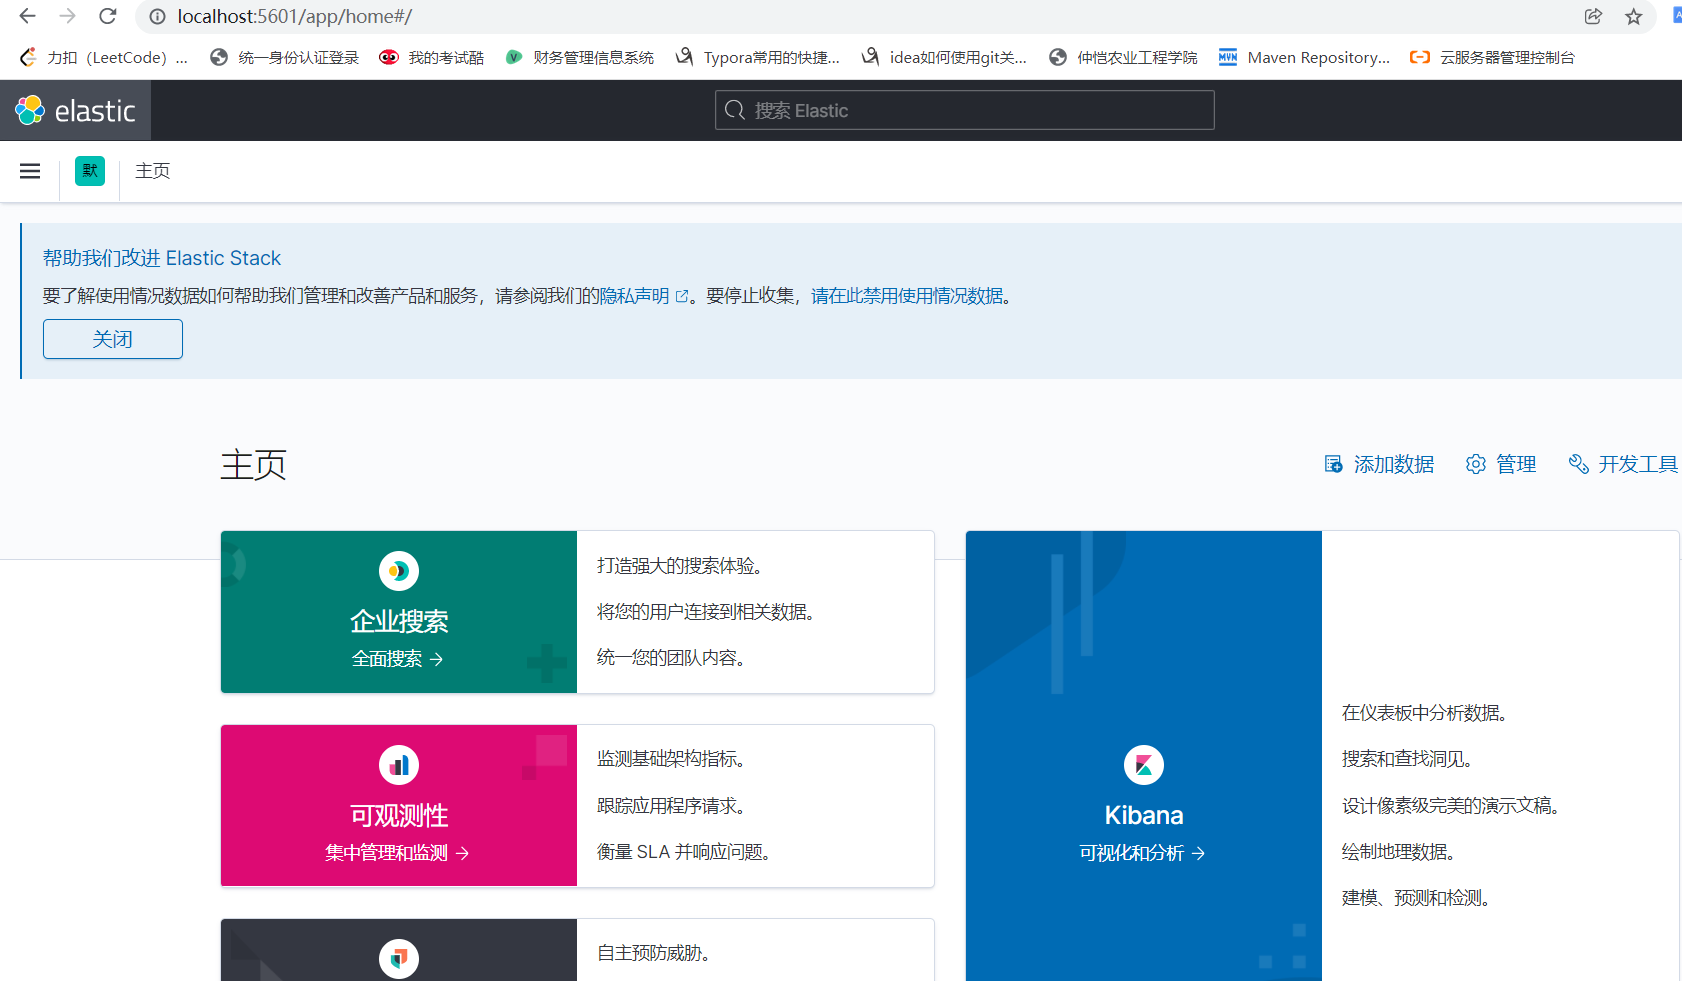 localhost:5601/app/home#/
力扣（LeetCode）... 统一身份认证登录 我的考试酷 财务管理信息系统 Typora常用的快捷... idea如何使用git关... 仲恺农业工程学院 Maven Repository... 云服务器管理控制台
elastic 搜索 Elastic
默 主页
帮助我们改进 Elastic Stack
要了解使用情况数据如何帮助我们管理和改善产品和服务，请参阅我们的隐私声明。要停止收集，请在此禁用使用情况数据。
关闭
主页
添加数据 管理 开发工具
企业搜索
全面搜索 →
打造强大的搜索体验。
将您的用户连接到相关数据。
统一您的团队内容。
可观测性
集中管理和监测 →
监测基础架构指标。
跟踪应用程序请求。
衡量 SLA 并响应问题。
自主预防威胁。
Kibana
可视化和分析 →
在仪表板中分析数据。
搜索和查找洞见。
设计像素级完美的演示文稿。
绘制地理数据。
建模、预测和检测。